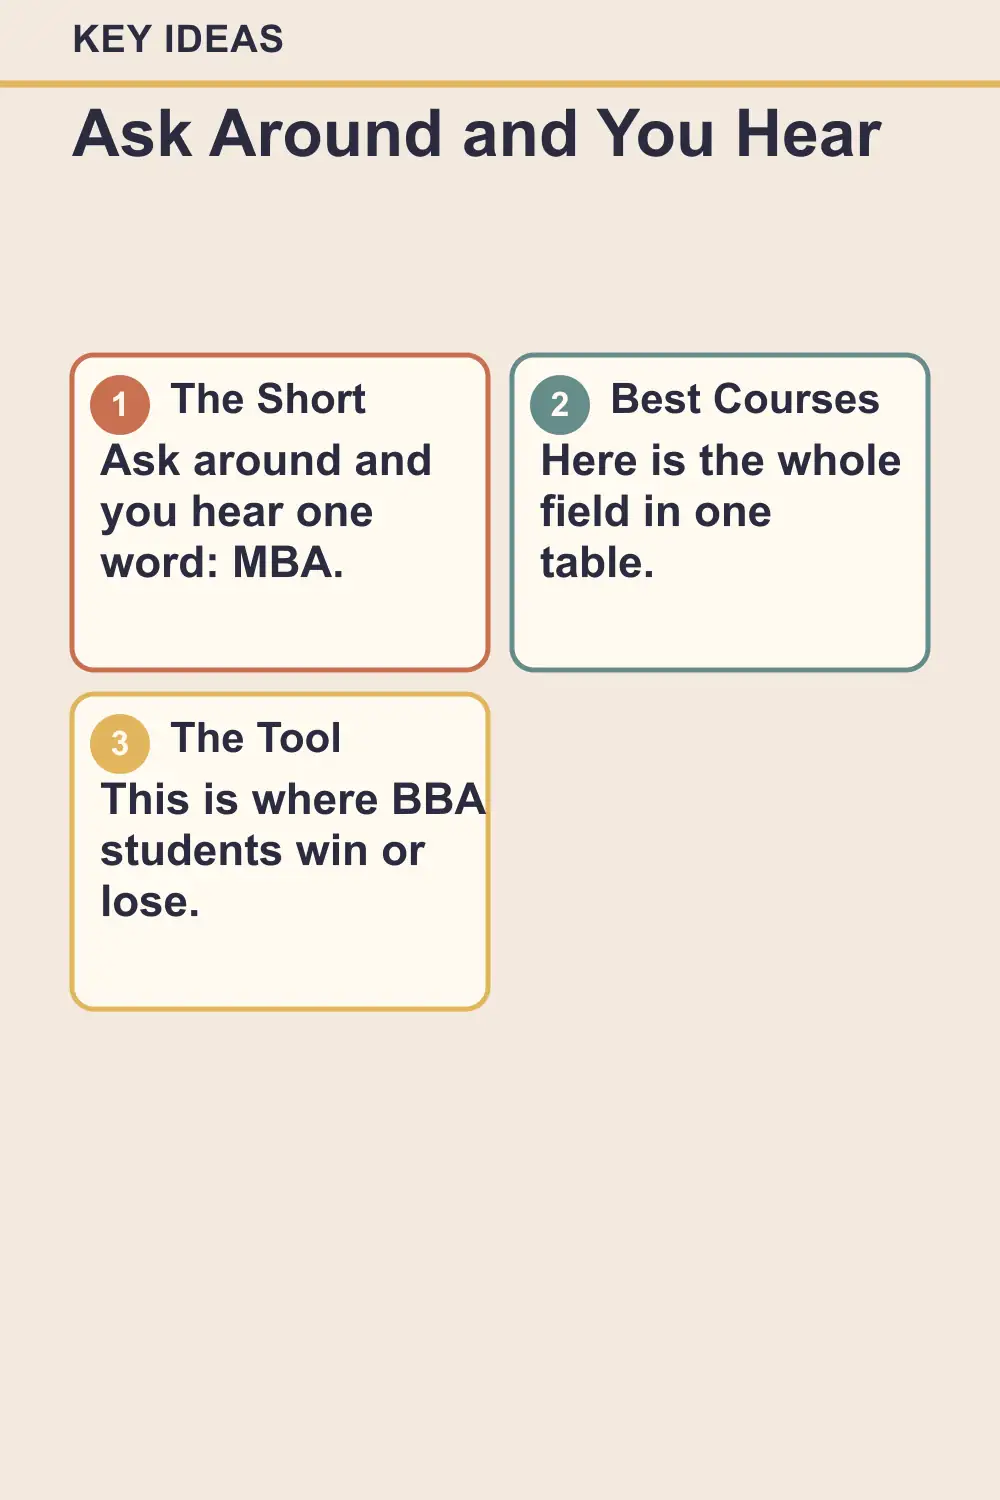 KEY IDEAS
Ask Around and You Hear
1 The Short
Ask around and
you hear one
word: MBA.
2 Best Courses
Here is the whole
field in one
table.
3 The Tool
This is where BBA
students win or
lose.